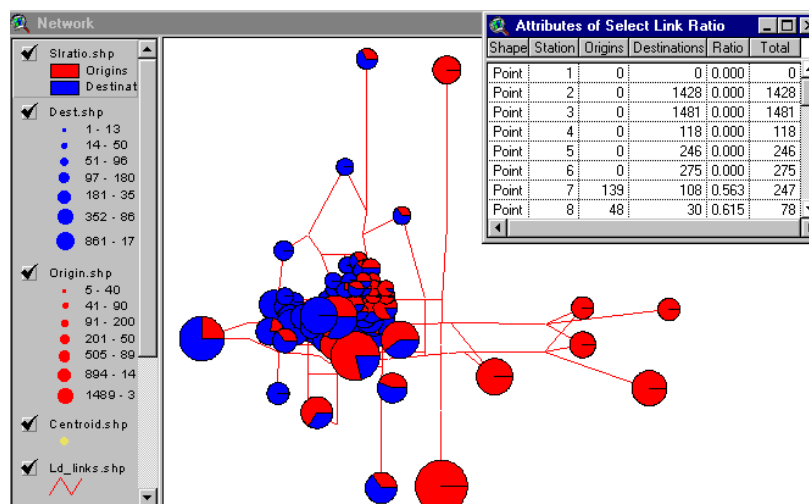 Network
Slratio.shp
Origins
Destinat
Dest.shp
1 - 13
14 - 50
51 - 96
97 - 180
181 - 35
352 - 86
861 - 17
Origin.shp
5 - 40
41 - 90
91 - 200
201 - 50
505 - 89
894 - 14
1489 - 3
Centroid.shp
Ld_links.shp
Attributes of Select Link Ratio
Shape Station Origins Destinations Ratio Total
Point 1 0 0 0.000 0
Point 2 0 1428 0.000 1428
Point 3 0 1481 0.000 1481
Point 4 0 118 0.000 118
Point 5 0 246 0.000 246
Point 6 0 275 0.000 275
Point 7 139 108 0.563 247
Point 8 48 30 0.615 78